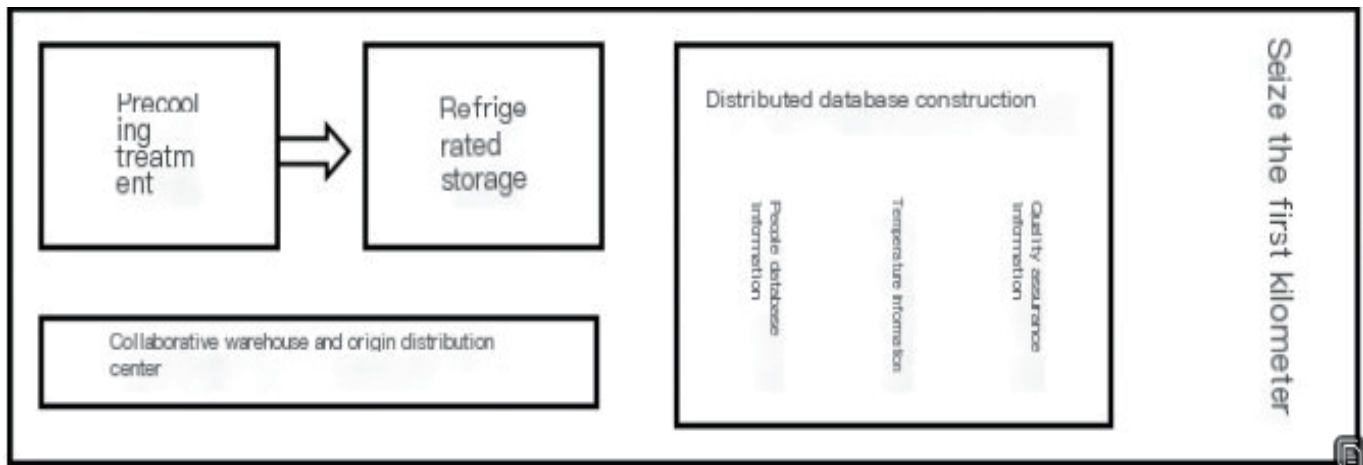 Precool
ing
treatm
ent
Refrige
rated
storage
Collaborative warehouse and origin distribution
center
Distributed database construction
People database
Information
Temperature information
Quality assurance
Information
Seize the first kilometer